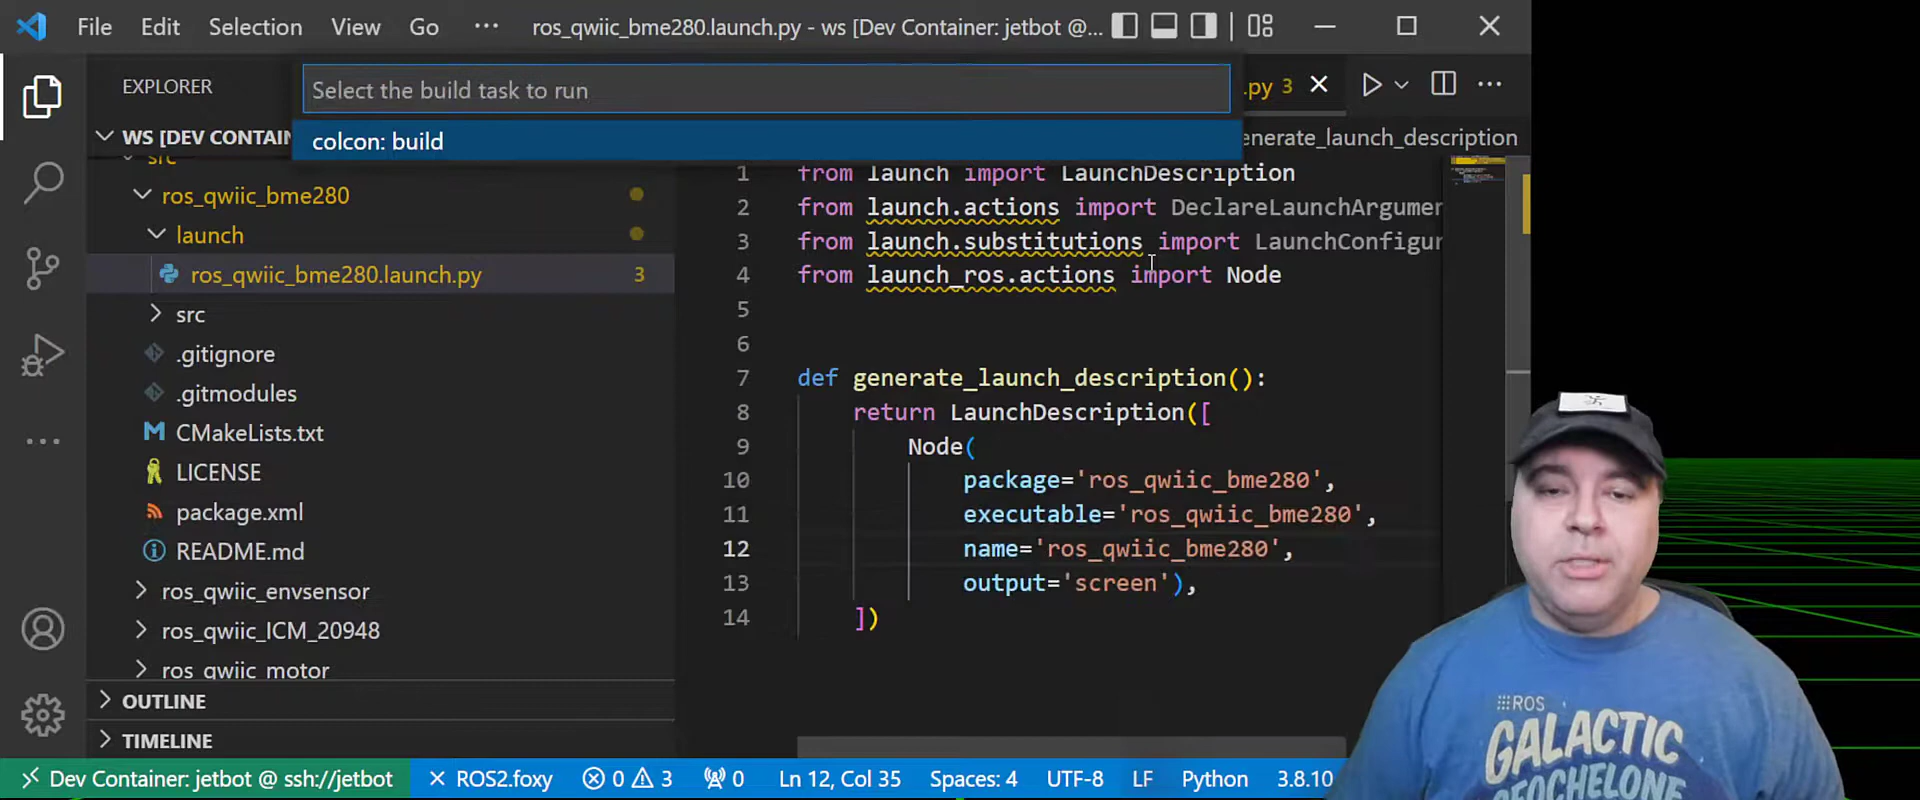 File Edit Selection View Go ··· ros_qwiic_bme280.launch.py - ws [Dev Container: jetbot @...
EXPLORER
Select the build task to run
.py 3
WS [DEV CONTAIN
colcon: build
enerate_launch_description
src
ros_qwiic_bme280
launch
ros_qwiic_bme280.launch.py 3
src
.gitignore
.gitmodules
CMakeLists.txt
LICENSE
package.xml
README.md
ros_qwiic_envsensor
ros_qwiic_ICM_20948
ros_qwiic_motor
OUTLINE
TIMELINE
1 from launch import LaunchDescription
2 from launch.actions import DeclareLaunchArgumen
3 from launch.substitutions import LaunchConfigur
4 from launch_ros.actions import Node
5
6
7 def generate_launch_description():
8 return LaunchDescription([
9 Node(
10 package='ros_qwiic_bme280',
11 executable='ros_qwiic_bme280',
12 name='ros_qwiic_bme280',
13 output='screen'),
14 ])
Dev Container: jetbot @ ssh://jetbot ROS2.foxy 0 3 0 Ln 12, Col 35 Spaces: 4 UTF-8 LF Python 3.8.10
ROS
GALACTIC
GEOCHELONE